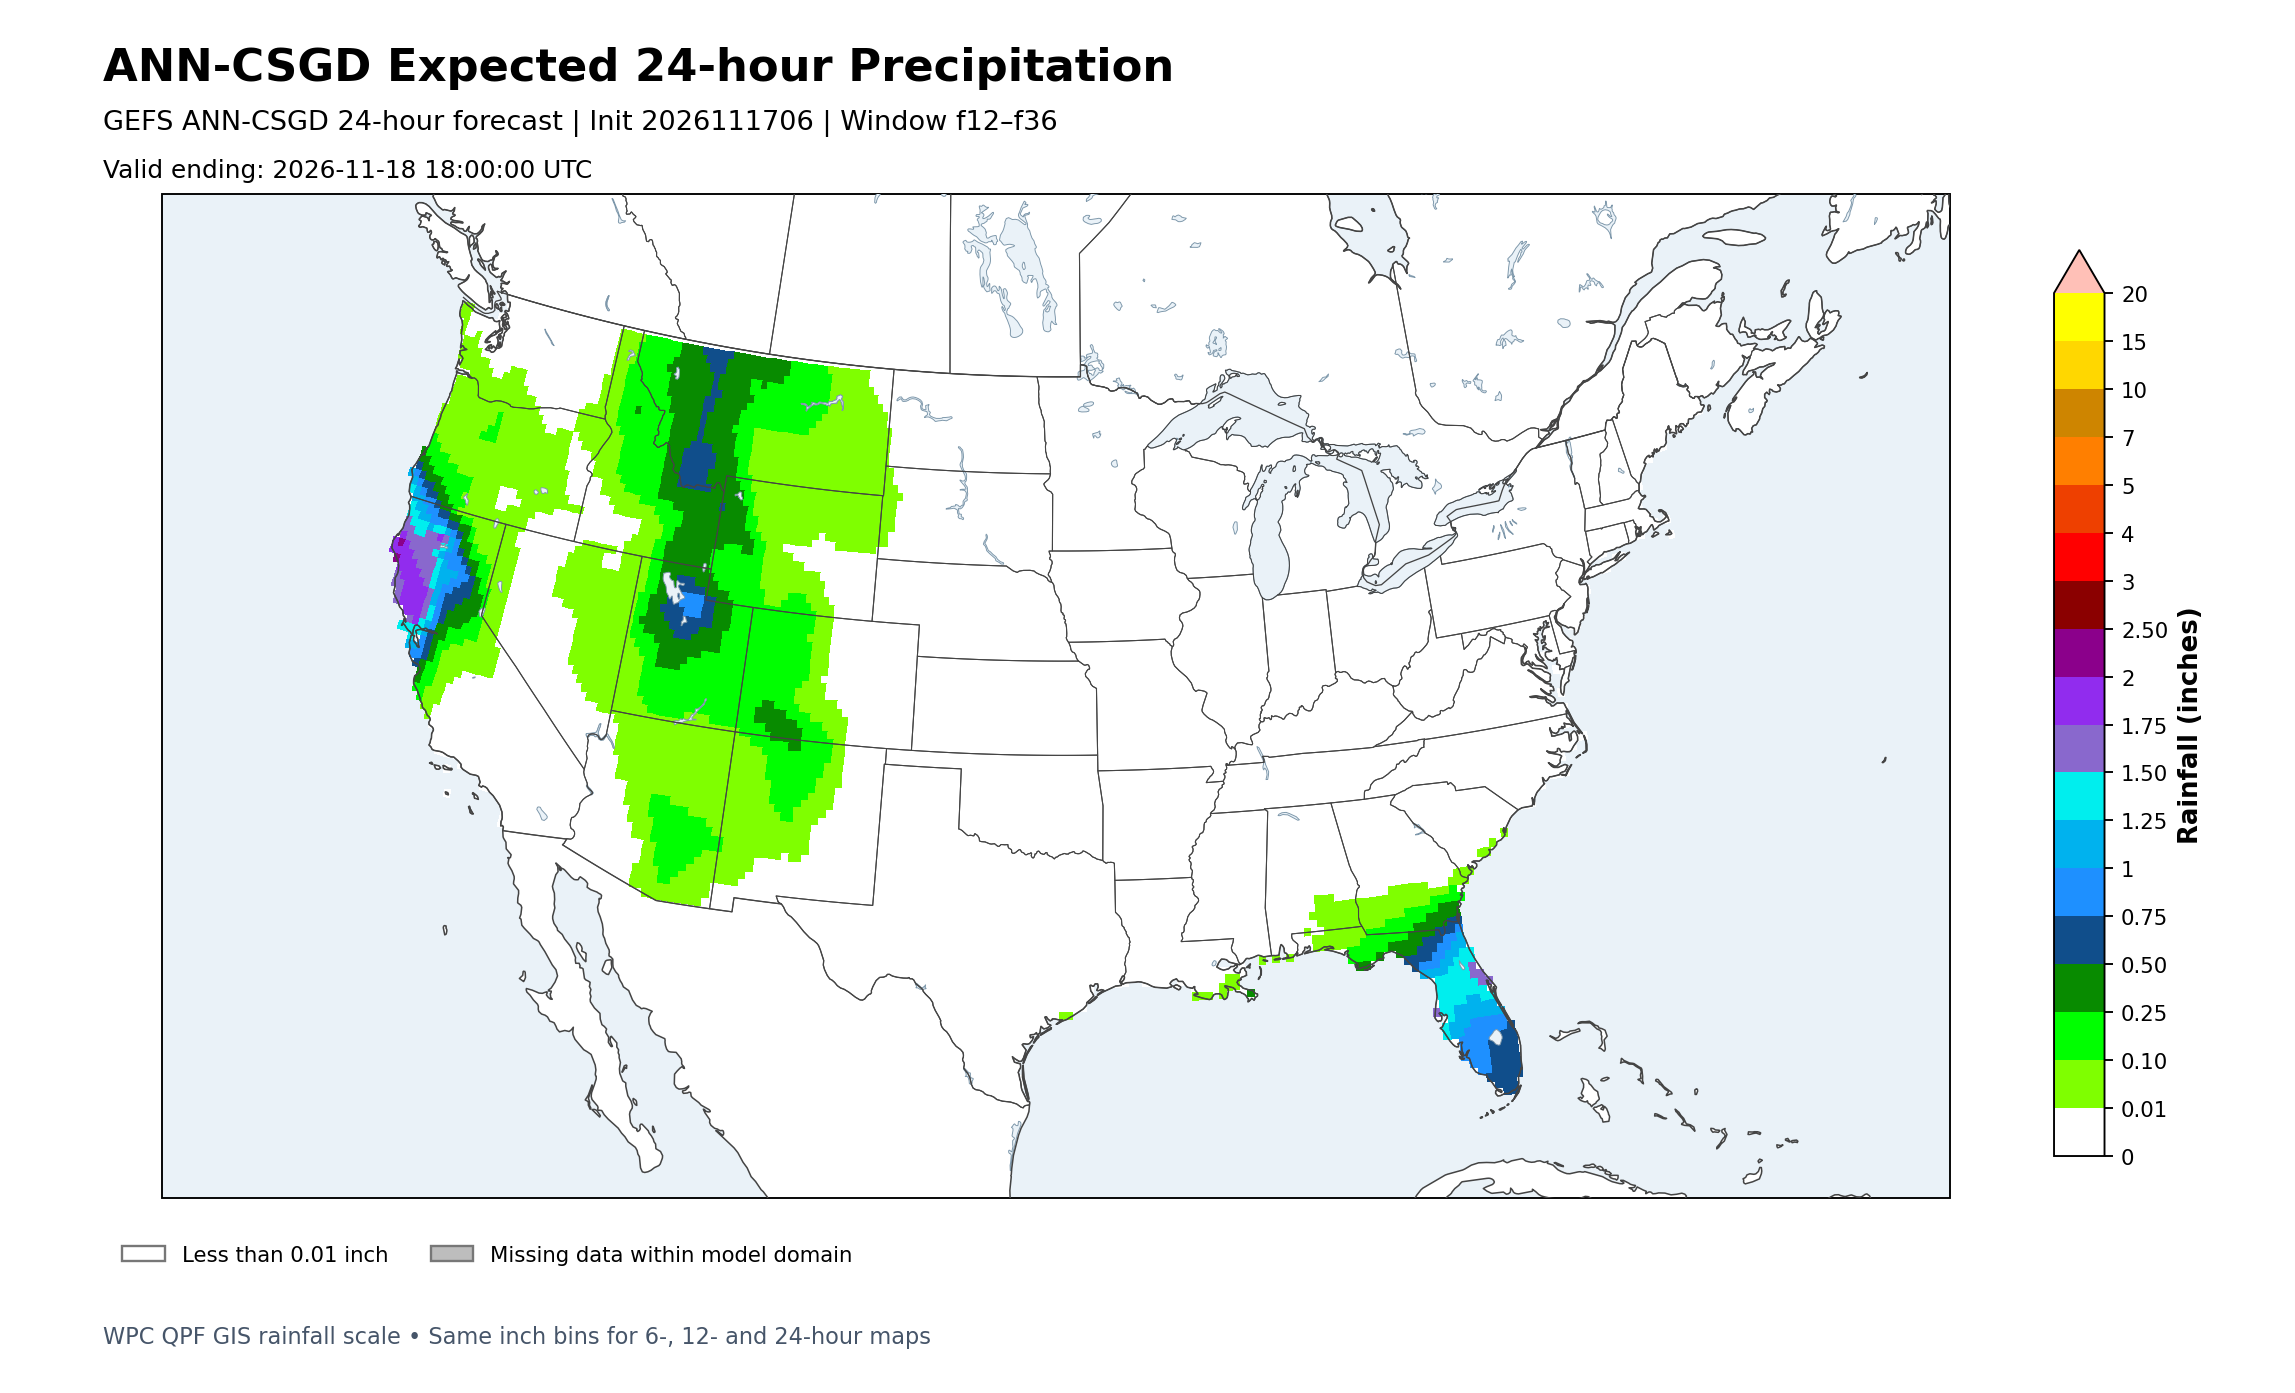 ANN-CSGD Expected 24-hour Precipitation
GEFS ANN-CSGD 24-hour forecast | Init 2026111706 | Window f12–f36
Valid ending: 2026-11-18 18:00:00 UTC
20
15
10
7
5
4
3
2.50
2
1.75
1.50
1.25
1
0.75
0.50
0.25
0.10
0.01
0
Rainfall (inches)
Less than 0.01 inch
Missing data within model domain
WPC QPF GIS rainfall scale • Same inch bins for 6-, 12- and 24-hour maps